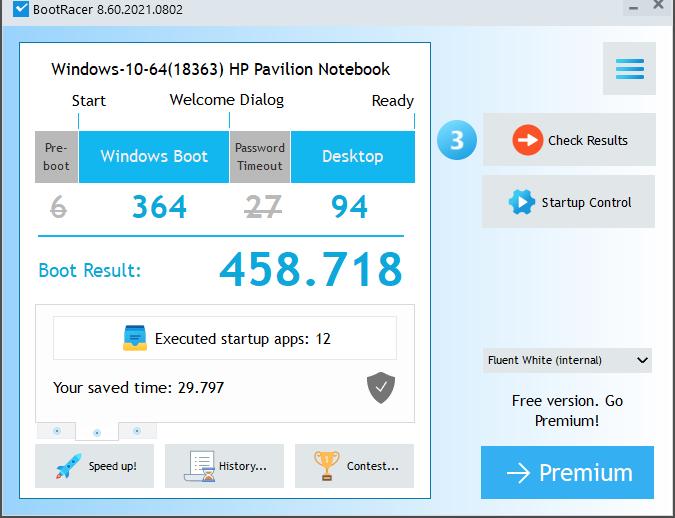 BootRacer 8.60.2021.0802
Windows-10-64(18363) HP Pavilion Notebook
Start
Welcome Dialog
Ready
Pre-
boot
Windows Boot
Password
Timeout
Desktop
6
364
27
94
Boot Result:
458.718
Executed startup apps: 12
Your saved time: 29.797
Speed up!
History...
Contest...
3
Check Results
Startup Control
Fluent White (internal)
Free version. Go
Premium!
Premium